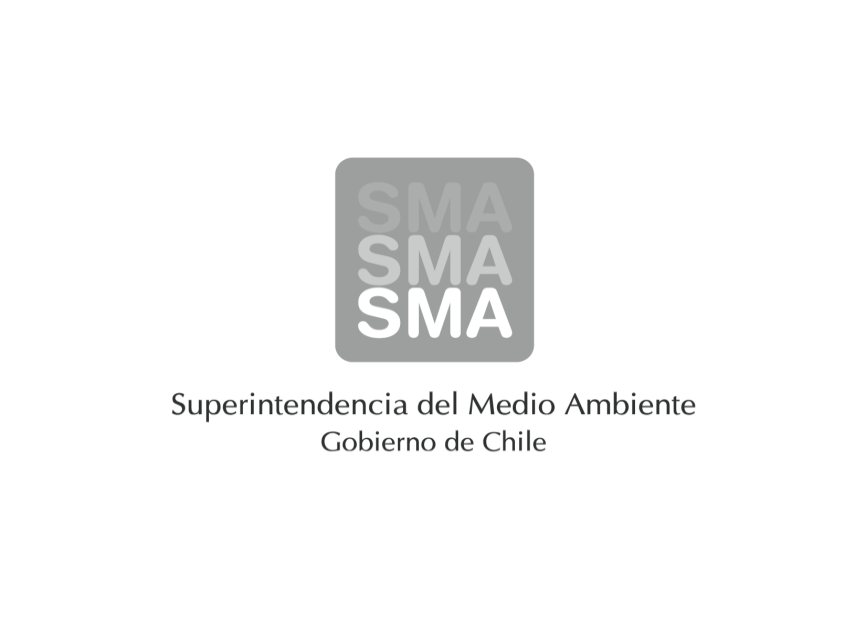 SMA
SMA
SMA
Superintendencia del Medio Ambiente
Gobierno de Chile